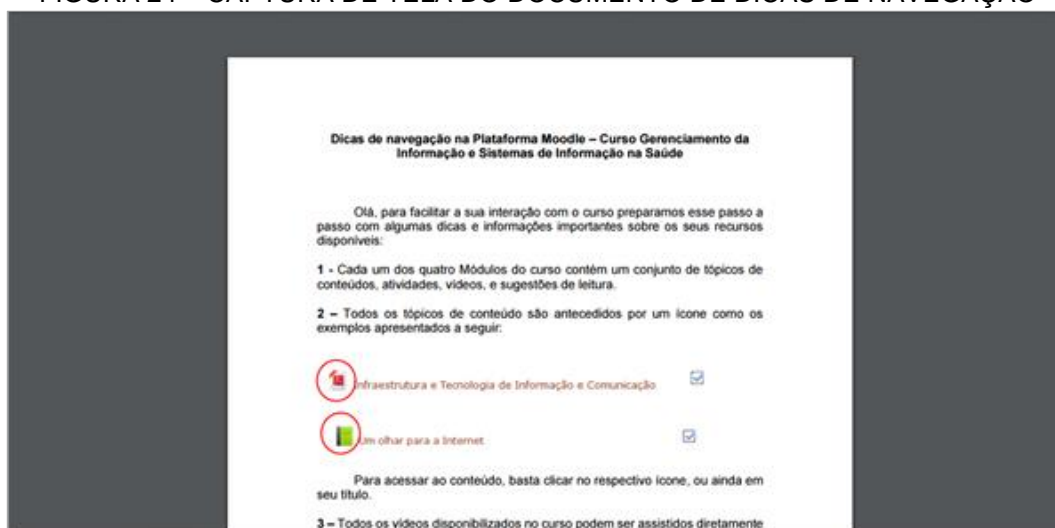 CAPTURA DE TELA DO DOCUMENTO DE DICAS DE NAVEGAÇÃO
Dicas de navegação na Plataforma Moodle – Curso Gerenciamento da
Informação e Sistemas de Informação na Saúde
Olá, para facilitar a sua interação com o curso preparamos esse passo a
passo com algumas dicas e informações importantes sobre os seus recursos
disponíveis:
1 - Cada um dos quatro Módulos do curso contém um conjunto de tópicos de
conteúdos, atividades, vídeos, e sugestões de leitura.
2 – Todos os tópicos de conteúdo são antecedidos por um ícone como os
exemplos apresentados a seguir:
Infraestrutura e Tecnologia de Informação e Comunicação
Um olhar para a Internet
Para acessar ao conteúdo, basta clicar no respectivo ícone, ou ainda em
seu título.
3 – Todos os vídeos disponibilizados no curso podem ser assistidos diretamente